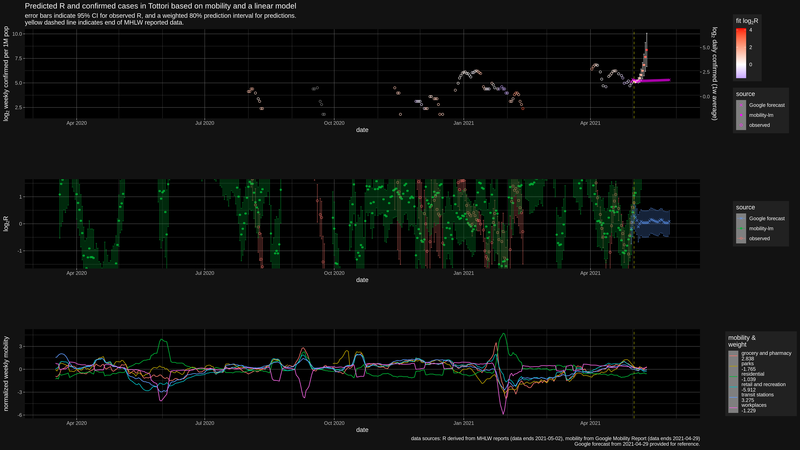 Predicted R and confirmed cases in Tottori based on mobility and a linear model
error bars indicate 95% CI for observed R, and a weighted 80% prediction interval for predictions.
yellow dashed line indicates end of MHLW reported data.
log₂ weekly confirmed per 1M pop
10.0
7.5
5.0
2.5
5.0
2.5
0.0
log₂ daily confirmed (1w average)
Apr 2020
Jul 2020
Oct 2020
Jan 2021
Apr 2021
date
fit log₂R
4
2
0
source
Google forecast
mobility-lm
observed
log₂R
1
0
-1
Apr 2020
Jul 2020
Oct 2020
Jan 2021
Apr 2021
date
source
Google forecast
mobility-lm
observed
normalized weekly mobility
3
0
-3
-6
Apr 2020
Jul 2020
Oct 2020
Jan 2021
Apr 2021
date
mobility &
weight
grocery and pharmacy
2.838
parks
-1.765
residential
-1.039
retail and recreation
-5.912
transit stations
3.275
workplaces
-1.229
data sources: R derived from MHLW reports (data ends 2021-05-02), mobility from Google Mobility Report (data ends 2021-04-29)
Google forecast from 2021-04-29 provided for reference.